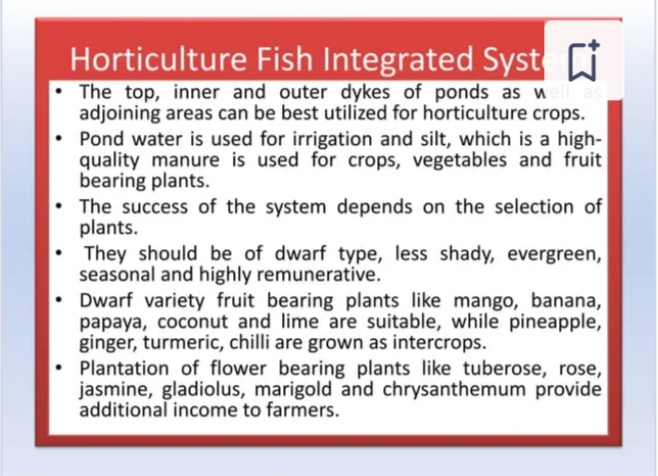 Horticulture Fish Integrated System
• The top, inner and outer dykes of ponds as well as
adjoining areas can be best utilized for horticulture crops.
• Pond water is used for irrigation and silt, which is a high-
quality manure is used for crops, vegetables and fruit
bearing plants.
• The success of the system depends on the selection of
plants.
• They should be of dwarf type, less shady, evergreen,
seasonal and highly remunerative.
• Dwarf variety fruit bearing plants like mango, banana,
papaya, coconut and lime are suitable, while pineapple,
ginger, turmeric, chilli are grown as intercrops.
• Plantation of flower bearing plants like tuberose, rose,
jasmine, gladiolus, marigold and chrysanthemum provide
additional income to farmers.